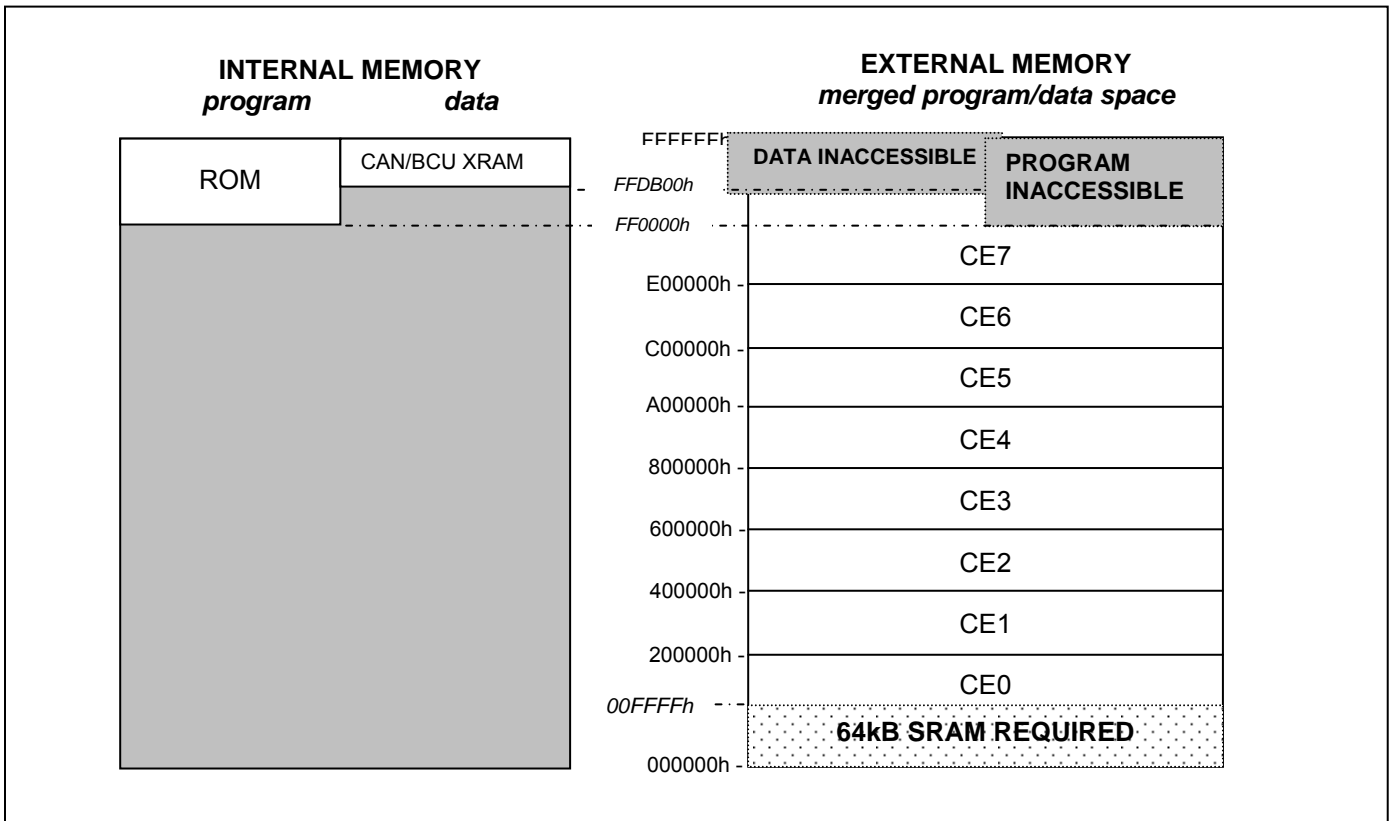 INTERNAL MEMORY
program data
ROM
CAN/BCU XRAM
EXTERNAL MEMORY
merged program/data space
FFFFFFh
DATA INACCESSIBLE
PROGRAM
INACCESSIBLE
FFDB00h
FF0000h
CE7
E00000h -
CE6
C00000h -
CE5
A00000h -
CE4
800000h -
CE3
600000h -
CE2
400000h -
CE1
200000h -
CE0
00FFFFh
64kB SRAM REQUIRED
000000h -